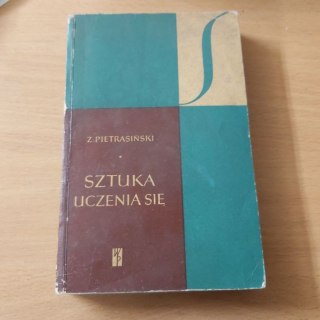 Z. PIETRASIŃSKI
SZTUKA
UCZENIA SIĘ